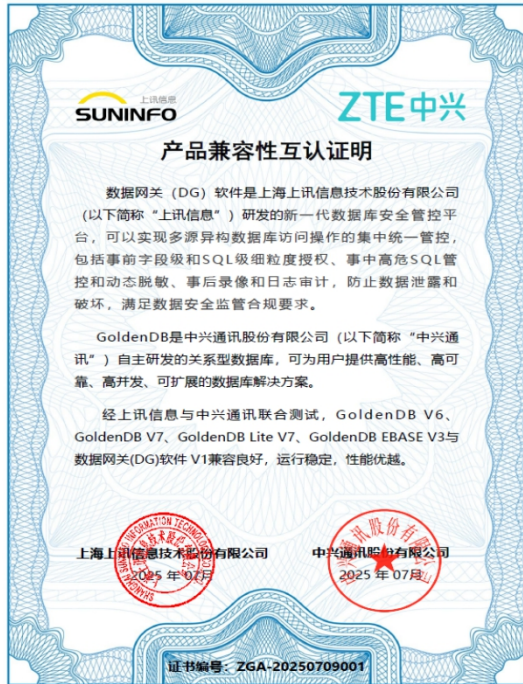 上讯信息
SUNINFO
ZTE中兴
产品兼容性互认证明
数据网关（DG）软件是上海上讯信息技术股份有限公司
（以下简称“上讯信息”）研发的新一代数据库安全管控平
台，可以实现多源异构数据库访问操作的集中统一管控，
包括事前字段级和SQL级细粒度授权、事中高危SQL管
控和动态脱敏、事后录像和日志审计，防止数据泄露和
破坏，满足数据安全监管合规要求。
GoldenDB是中兴通讯股份有限公司（以下简称“中兴通
讯”）自主研发的关系型数据库，可为用户提供高性能、高可
靠、高并发、可扩展的数据库解决方案。
经上讯信息与中兴通讯联合测试，GoldenDB V6、
GoldenDB V7、GoldenDB Lite V7、GoldenDB EBASE V3与
数据网关(DG)软件 V1兼容良好，运行稳定，性能优越。
上海上讯信息技术股份有限公司
2025 年 07月
中兴通讯股份有限公司
2025 年 07月
中兴通讯股份有限公司
证书编号：ZGA-20250709001